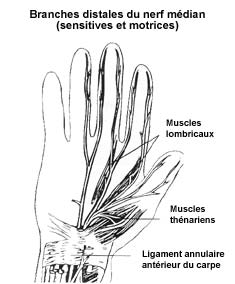 Branches distales du nerf médian
(sensitives et motrices)
Muscles
lombricaux
Muscles
thénariens
Ligament annulaire
antérieur du carpe